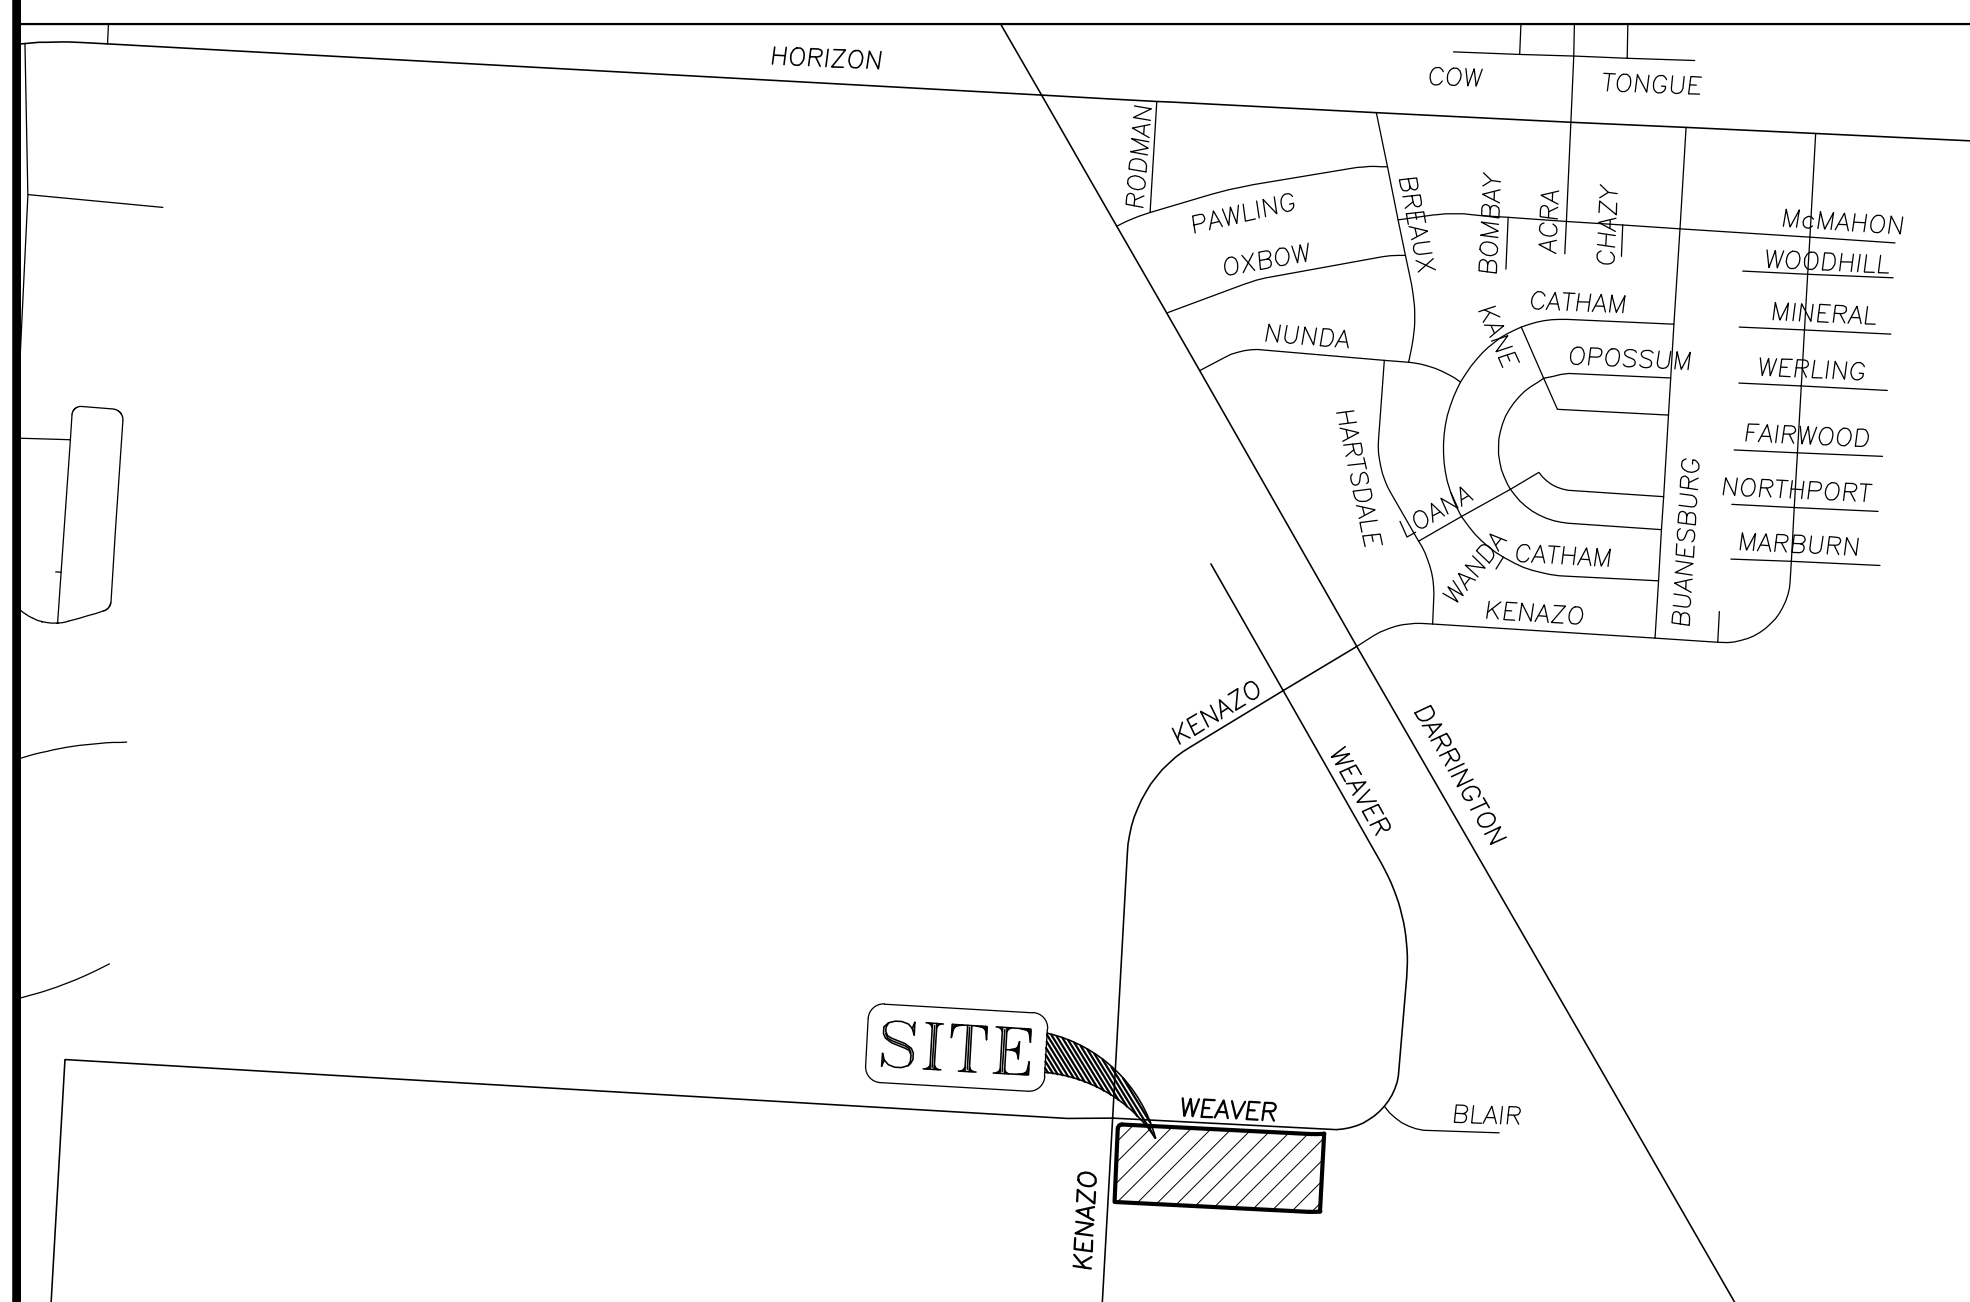 HORIZON
COW
TONGUE
RODMAN
PAWLING
BREAUX
BOMBAY
ACRA
CHAZY
McMAHON
OXBOW
WOODHILL
CATHAM
MINERAL
NUNDA
KANE
OPOSSUM
WERLING
HARTSDALE
FAIRWOOD
LOANA
BUANESBURG
NORTHPORT
WANDA
CATHAM
MARBURN
KENAZO
KENAZO
WEAVER
DARRINGTON
SITE
WEAVER
BLAIR
KENAZO